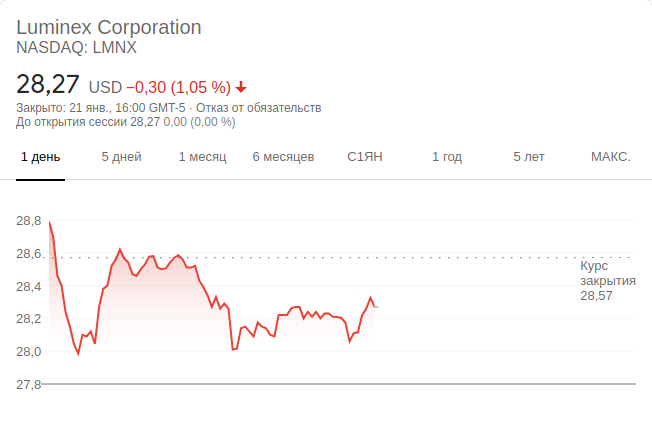 Luminex Corporation
NASDAQ: LMNX
28,27 USD −0,30 (1,05 %)
Закрыто: 21 янв., 16:00 GMT-5 · Отказ от обязательств
До открытия сессии 28,27 0,00 (0,00 %)
1 день 5 дней 1 месяц 6 месяцев С1ЯН 1 год 5 лет МАКС.
28,8
28,6
28,4
28,2
28,0
27,8
Курс
закрытия
28,57